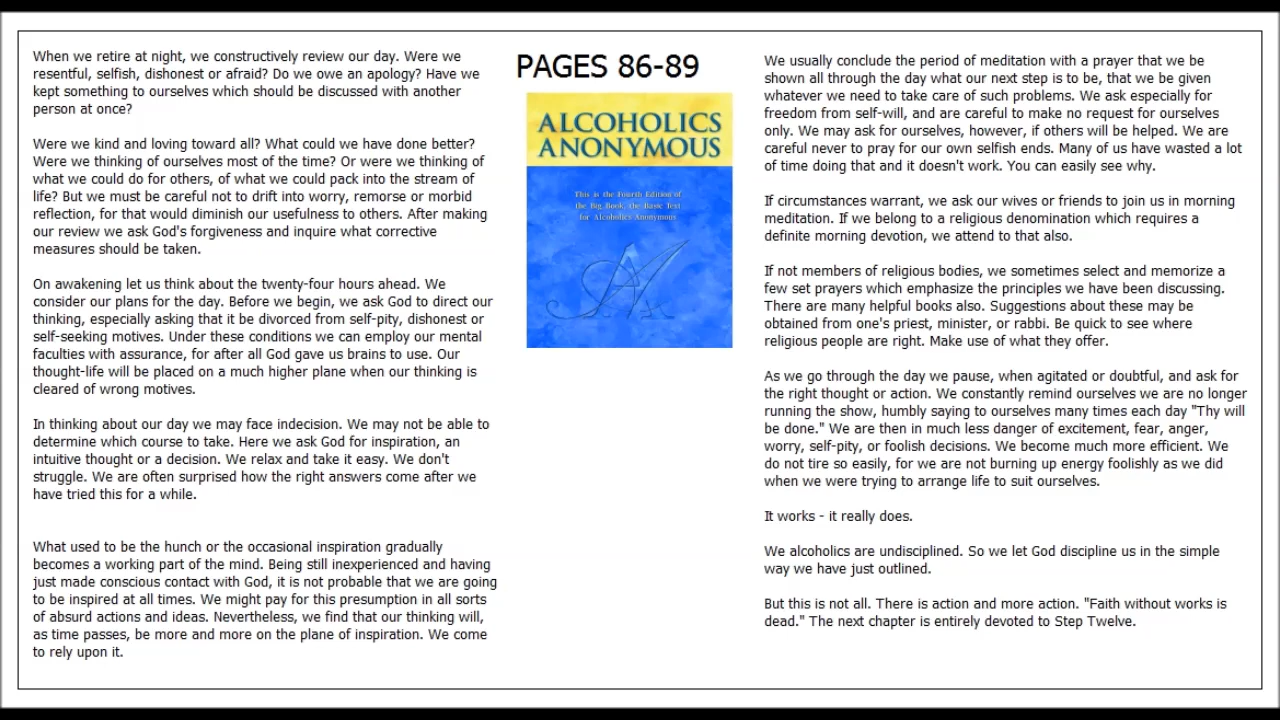 When we retire at night, we constructively review our day. Were we
resentful, selfish, dishonest or afraid? Do we owe an apology? Have we
kept something to ourselves which should be discussed with another
person at once?
Were we kind and loving toward all? What could we have done better?
Were we thinking of ourselves most of the time? Or were we thinking of
what we could do for others, of what we could pack into the stream of
life? But we must be careful not to drift into worry, remorse or morbid
reflection, for that would diminish our usefulness to others. After making
our review we ask God's forgiveness and inquire what corrective
measures should be taken.
On awakening let us think about the twenty-four hours ahead. We
consider our plans for the day. Before we begin, we ask God to direct our
thinking, especially asking that it be divorced from self-pity, dishonest or
self-seeking motives. Under these conditions we can employ our mental
faculties with assurance, for after all God gave us brains to use. Our
thought-life will be placed on a much higher plane when our thinking is
cleared of wrong motives.
In thinking about our day we may face indecision. We may not be able to
determine which course to take. Here we ask God for inspiration, an
intuitive thought or a decision. We relax and take it easy. We don't
struggle. We are often surprised how the right answers come after we
have tried this for a while.
What used to be the hunch or the occasional inspiration gradually
becomes a working part of the mind. Being still inexperienced and having
just made conscious contact with God, it is not probable that we are going
to be inspired at all times. We might pay for this presumption in all sorts
of absurd actions and ideas. Nevertheless, we find that our thinking will,
as time passes, be more and more on the plane of inspiration. We come
to rely upon it.
PAGES 86-89
ALCOHOLICS
ANONYMOUS
This is the Fourth Edition of
the Big Book, the Basic Text
for Alcoholics Anonymous
AA
We usually conclude the period of meditation with a prayer that we be
shown all through the day what our next step is to be, that we be given
whatever we need to take care of such problems. We ask especially for
freedom from self-will, and are careful to make no request for ourselves
only. We may ask for ourselves, however, if others will be helped. We are
careful never to pray for our own selfish ends. Many of us have wasted a lot
of time doing that and it doesn't work. You can easily see why.
If circumstances warrant, we ask our wives or friends to join us in morning
meditation. If we belong to a religious denomination which requires a
definite morning devotion, we attend to that also.
If not members of religious bodies, we sometimes select and memorize a
few set prayers which emphasize the principles we have been discussing.
There are many helpful books also. Suggestions about these may be
obtained from one's priest, minister, or rabbi. Be quick to see where
religious people are right. Make use of what they offer.
As we go through the day we pause, when agitated or doubtful, and ask for
the right thought or action. We constantly remind ourselves we are no longer
running the show, humbly saying to ourselves many times each day "Thy will
be done." We are then in much less danger of excitement, fear, anger,
worry, self-pity, or foolish decisions. We become much more efficient. We
do not tire so easily, for we are not burning up energy foolishly as we did
when we were trying to arrange life to suit ourselves.
It works - it really does.
We alcoholics are undisciplined. So we let God discipline us in the simple
way we have just outlined.
But this is not all. There is action and more action. "Faith without works is
dead." The next chapter is entirely devoted to Step Twelve.